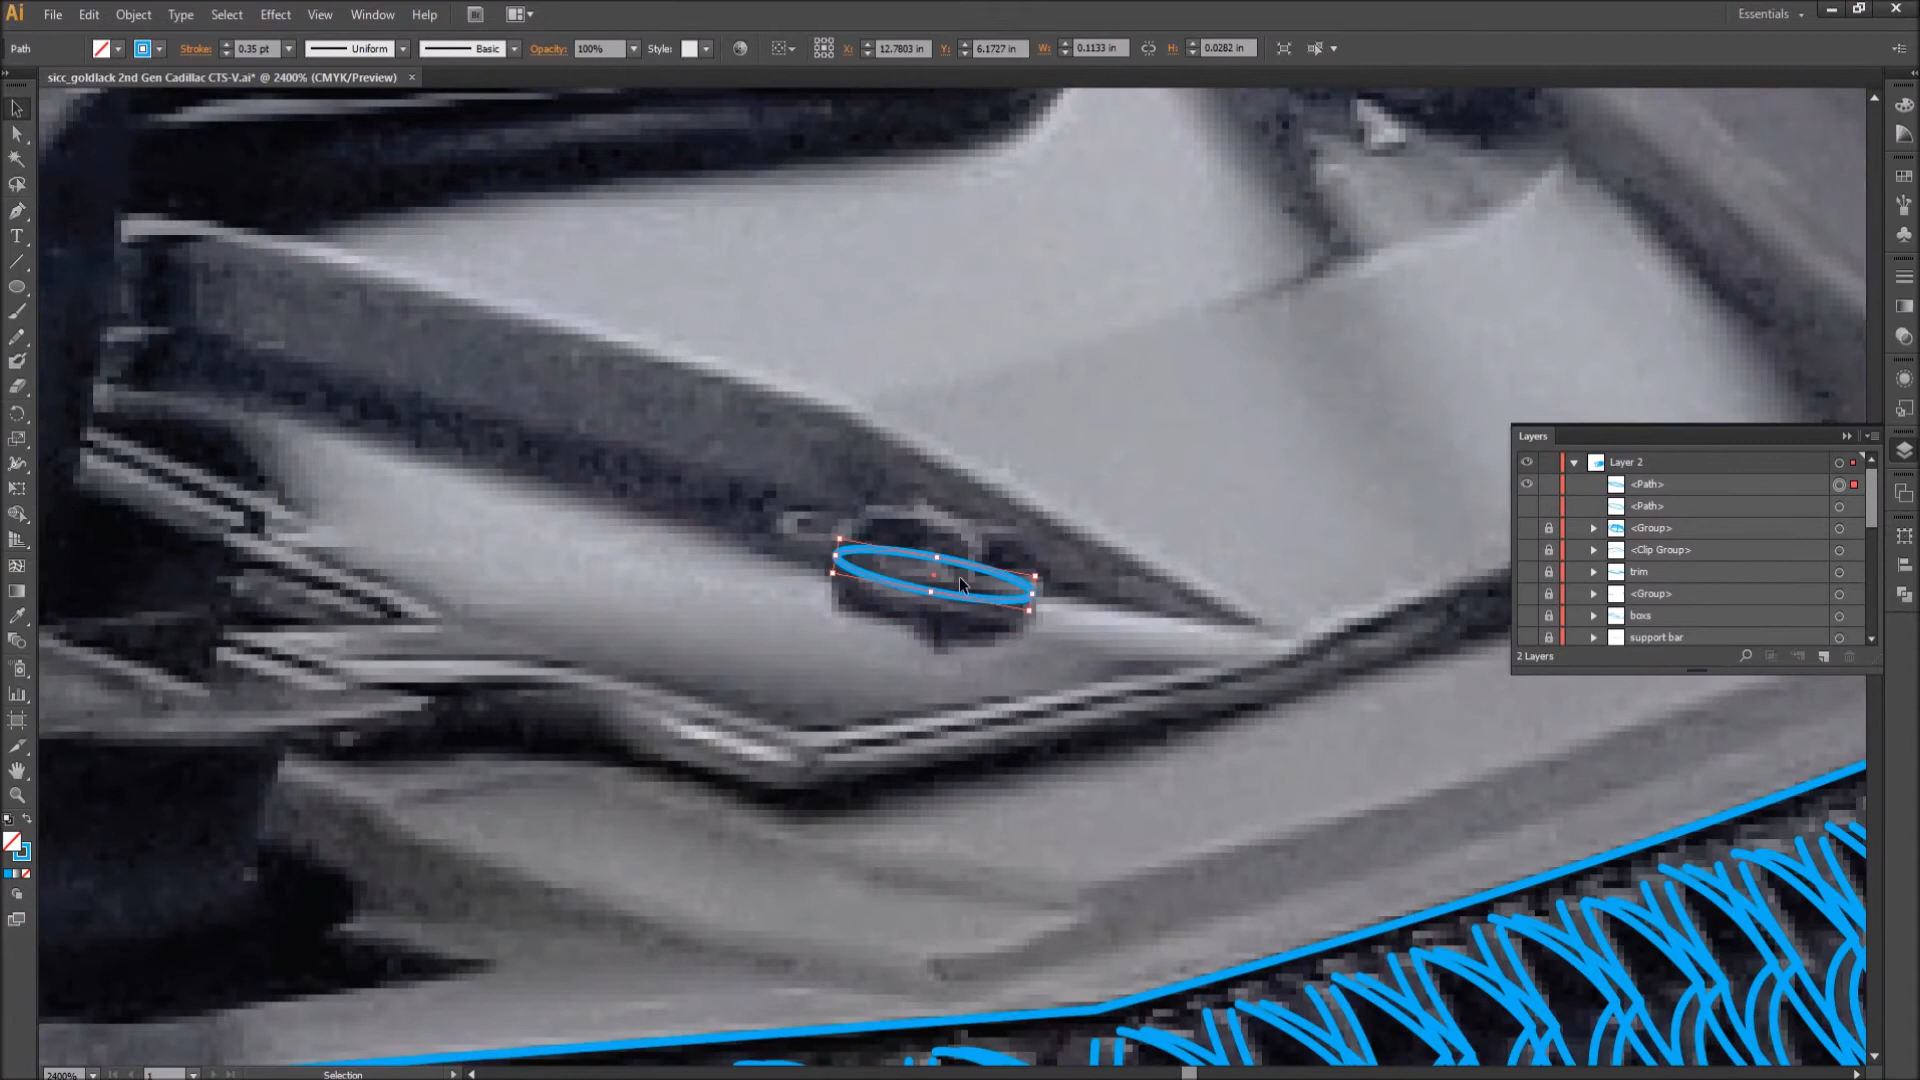 Ai File Edit Object Type Select Effect View Window Help Br Essentials
Path Stroke: 0.35 pt Uniform Basic Opacity: 100% Style: X: 12.7803 in Y: 6.1727 in W: 0.1133 in H: 0.0282 in
sicc_goldlack 2nd Gen Cadillac CTS-V.ai* @ 2400% (CMYK/Preview) ×
Layers
Layer 2
<Path>
<Path>
<Group>
<Clip Group>
trim
<Group>
boxs
support bar
2 Layers
2400% 1 Selection